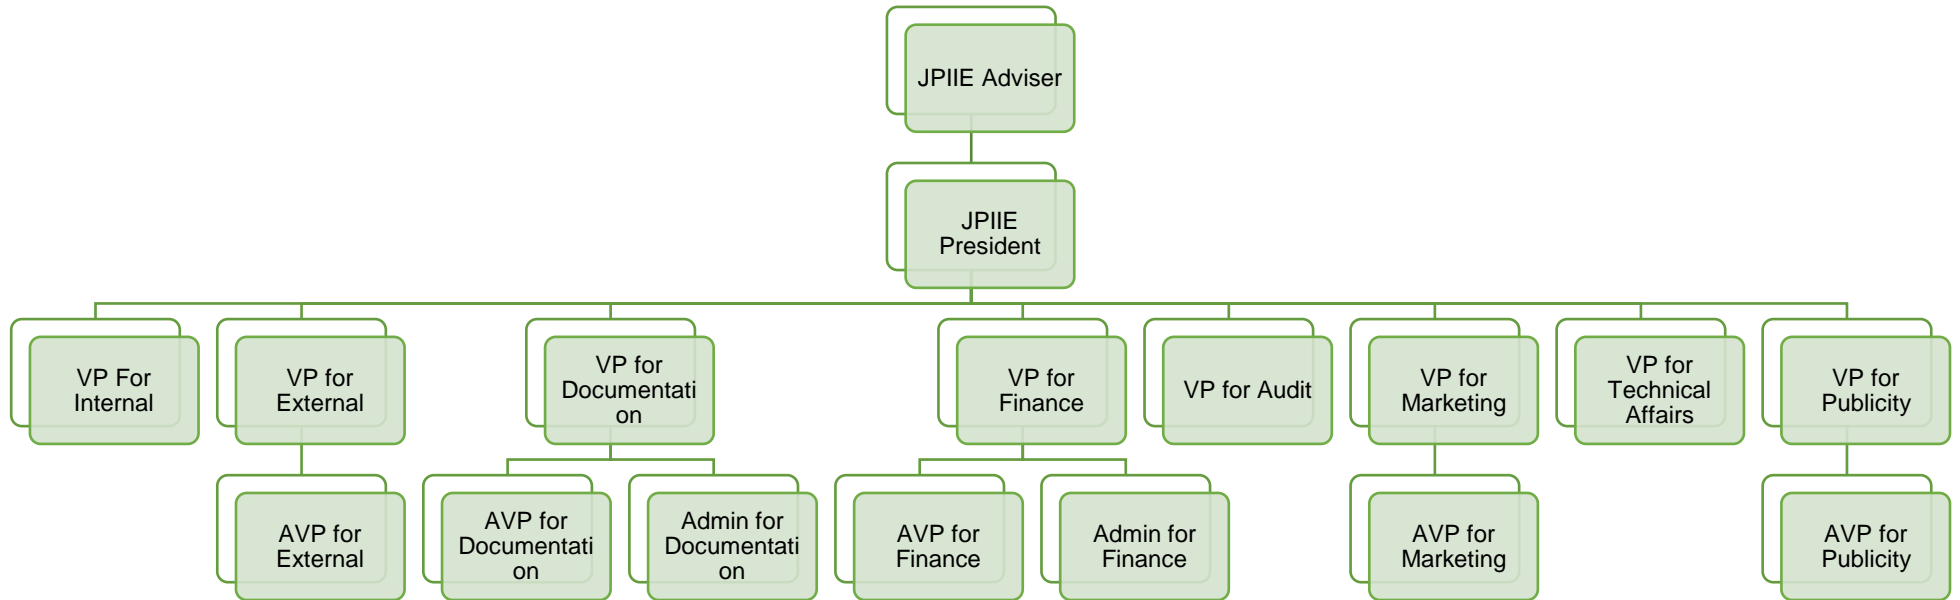 JPIIE Adviser
JPIIE
President
VP For
Internal
VP for
External
VP for
Documentati
on
VP for
Finance
VP for Audit
VP for
Marketing
VP for
Technical
Affairs
VP for
Publicity
AVP for
External
AVP for
Documentati
on
Admin for
Documentati
on
AVP for
Finance
Admin for
Finance
AVP for
Marketing
AVP for
Publicity